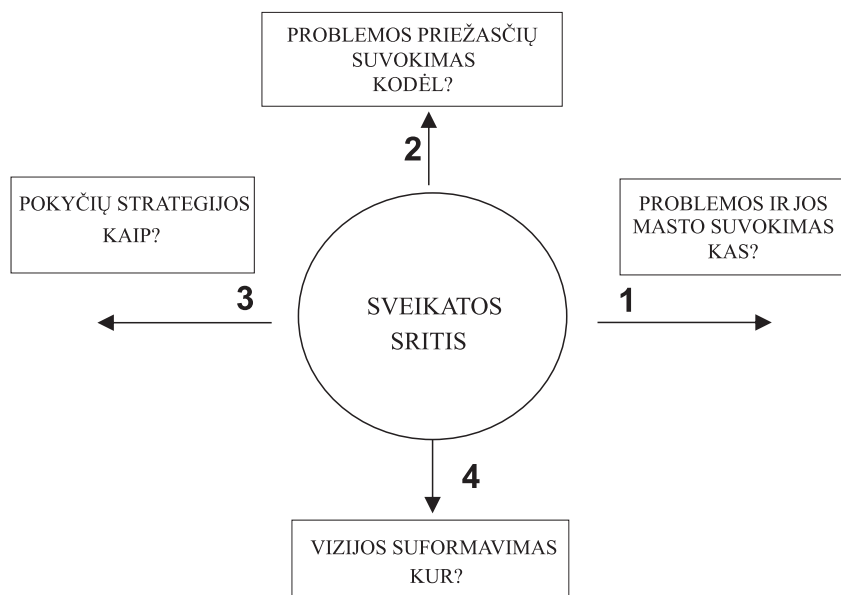 PROBLEMOS PRIEŽASČIŲ
SUVOKIMAS
KODĖL?
2
POKYČIŲ STRATEGIJOS
KAIP?
PROBLEMOS IR JOS
MASTO SUVOKIMAS
KAS?
3
1
SVEIKATOS
SRITIS
4
VIZIJOS SUFORMAVIMAS
KUR?